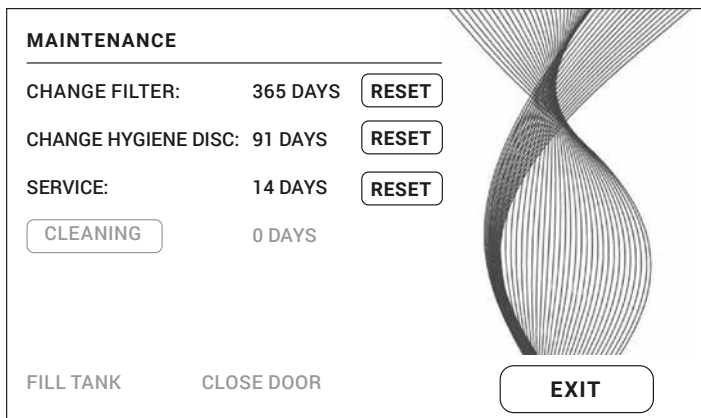 MAINTENANCE
CHANGE FILTER: 365 DAYS RESET
CHANGE HYGIENE DISC: 91 DAYS RESET
SERVICE: 14 DAYS RESET
CLEANING 0 DAYS
FILL TANK CLOSE DOOR EXIT